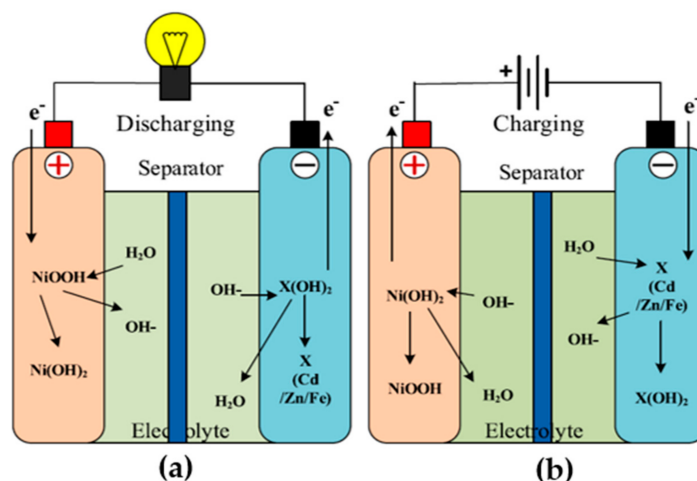 e-
Discharging
e-
+
−
Separator
NiOOH
H₂O
OH-
Ni(OH)₂
OH-
X(OH)₂
X
(Cd
/Zn/Fe)
H₂O
Electrolyte
(a)
+
e-
Charging
e-
+
−
Separator
Ni(OH)₂
OH-
NiOOH
H₂O
H₂O
X
(Cd
/Zn/Fe)
OH-
X(OH)₂
Electrolyte
(b)